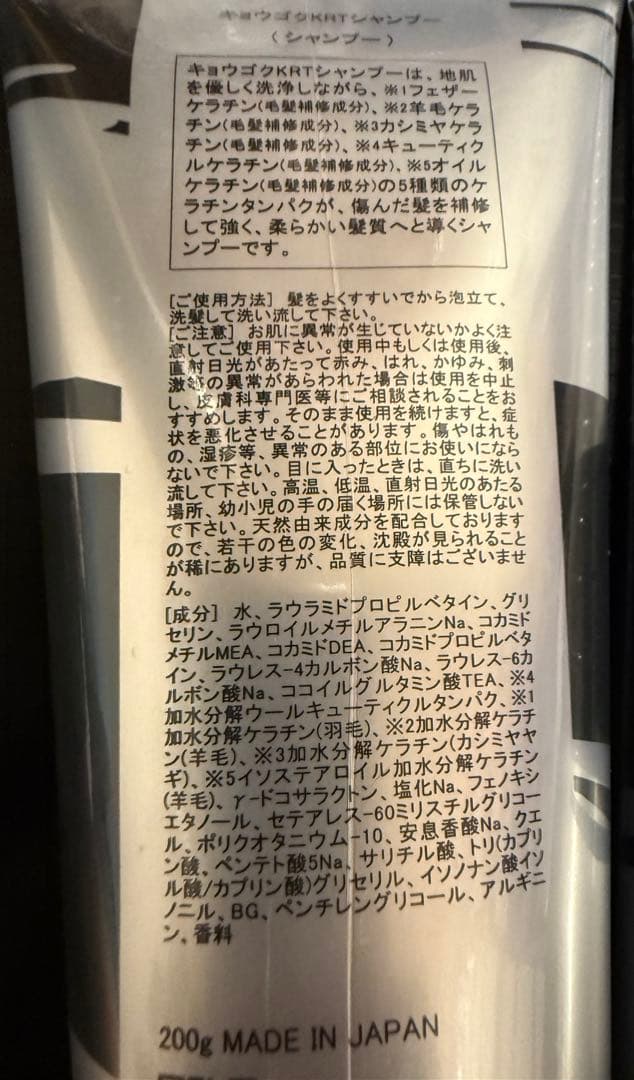 キョウゴクKRTシャンプー
(シャンプー)
キョウゴクKRTシャンプーは、地肌
を優しく洗浄しながら、※1フェザー
ケラチン(毛髪補修成分)、※2羊毛ケラ
チン(毛髪補修成分)、※3カシミヤケラ
チン(毛髪補修成分)、※4キューティク
ルケラチン(毛髪補修成分)、※5オイル
ケラチン(毛髪補修成分)の5種類のケ
ラチンタンパクが、傷んだ髪を補修
して強く、柔らかい髪質へと導くシャ
ンプーです。
[ご使用方法] 髪をよくすすいでから泡立て、
洗髪して洗い流して下さい。
[ご注意] お肌に異常が生じていないかよく注
意してご使用下さい。使用中もしくは使用後、
直射日光があたって赤み、はれ、かゆみ、刺
激等の異常があらわれた場合は使用を中止
し、皮膚科専門医等にご相談されることをお
すすめします。そのまま使用を続けますと、症
状を悪化させることがあります。傷やはれも
の、湿疹等、異常のある部位にお使いになら
ないで下さい。目に入ったときは、直ちに洗い
流して下さい。高温、低温、直射日光のあたる
場所、幼小児の手の届く場所には保管しない
で下さい。天然由来成分を配合しております
ので、若干の色の変化、沈殿が見られること
が稀にありますが、品質に支障はございませ
ん。
[成分] 水、ラウラミドプロピルベタイン、グリ
セリン、ラウロイルメチルアラニンNa、コカミド
メチルMEA、コカミドDEA、コカミドプロピルベタ
イン、ラウレス-4カルボン酸Na、ラウレス-6カ
ルボン酸Na、ココイルグルタミン酸TEA、※4
加水分解ウールキューティクルタンパク、※1
加水分解ケラチン(羽毛)、※2加水分解ケラチ
ン(羊毛)、※3加水分解ケラチン(カシミヤヤ
ギ)、※5イソステアロイル加水分解ケラチン
(羊毛)、γ-ドコサラクトン、塩化Na、フェノキシ
エタノール、セテアレス-60ミリスチルグリコー
ル、ポリクオタニウム-10、安息香酸Na、クエ
ン酸、ペンテト酸5Na、サリチル酸、トリ(カプリ
ル酸/カプリン酸)グリセリル、イソノナン酸イソ
ノニル、BG、ペンチレングリコール、アルギニ
ン、香料
200g MADE IN JAPAN